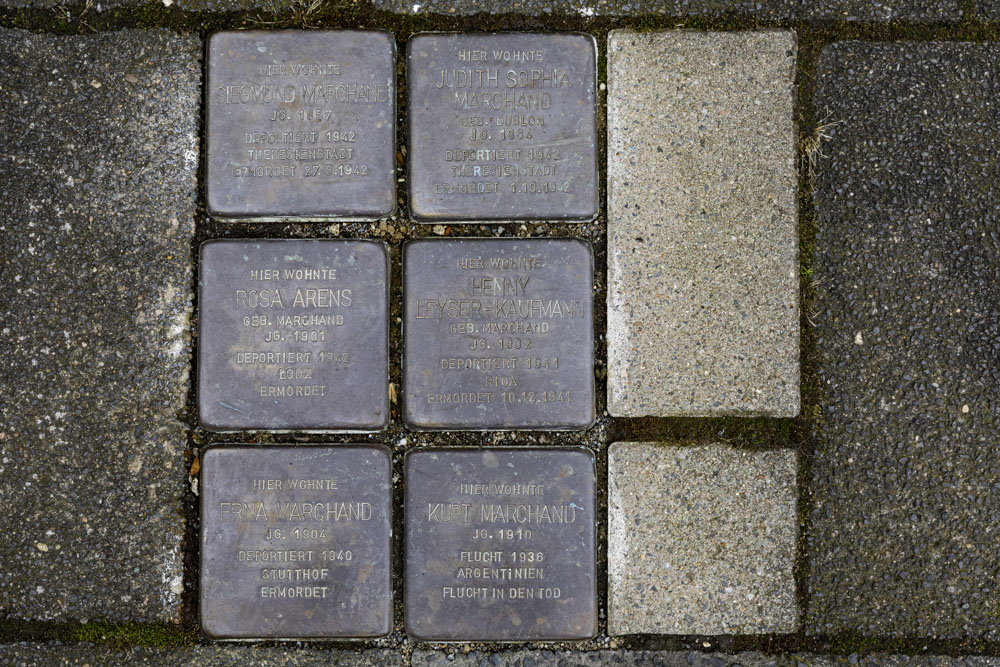 HIER WOHNTE
SIEGMUND MARCHAND
JG. 1857
DEPORTIERT 1942
THERESIENSTADT
ERMORDET 27.9.1942
HIER WOHNTE
JUDITH SOPHIA
MARCHAND
GEB. DUBLON
JG. 1864
DEPORTIERT 1942
THERESIENSTADT
ERMORDET 1.10.1942
HIER WOHNTE
ROSA ARENS
GEB. MARCHAND
JG. 1901
DEPORTIERT 1942
ŁODZ
ERMORDET
HIER WOHNTE
HENNY
LEYSER-KAUFMANN
GEB. MARCHAND
JG. 1902
DEPORTIERT 1941
RIGA
ERMORDET 10.12.1941
HIER WOHNTE
ERNA MARCHAND
JG. 1904
DEPORTIERT 1940
STUTTHOF
ERMORDET
HIER WOHNTE
KURT MARCHAND
JG. 1910
FLUCHT 1936
ARGENTINIEN
FLUCHT IN DEN TOD